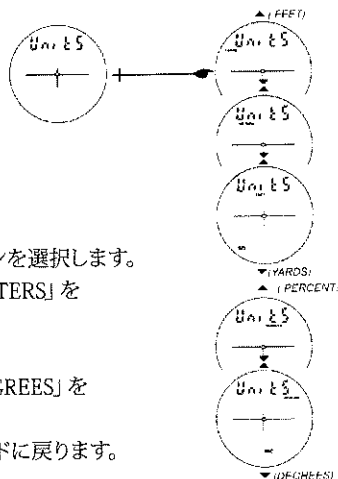 ▲ (FEET)
Units
Units
Units
Units
▼ (YARDS)
▲ (PERCENT)
Units
Units
▼ (DEGREES)
ンを選択します。
TERS」を
GREES」を
ドに戻ります。